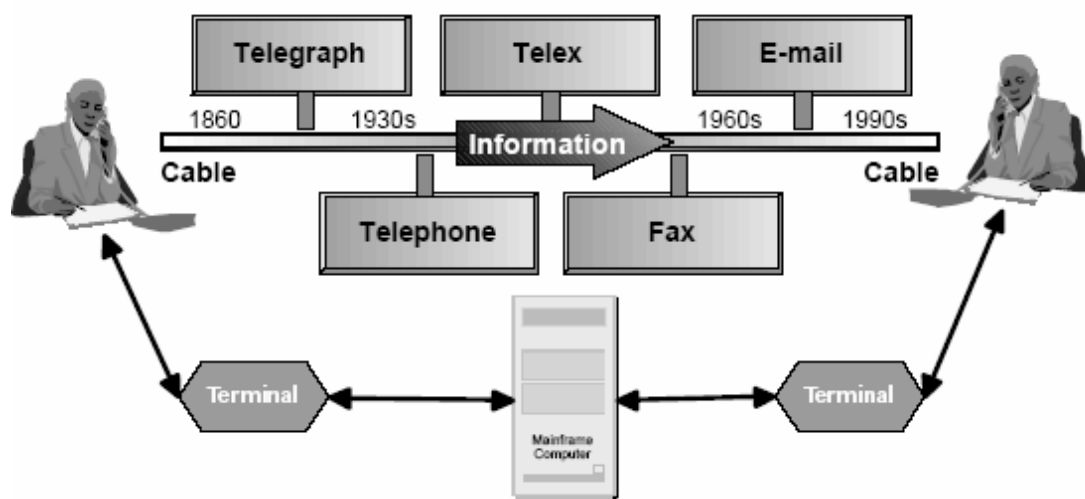 Telegraph
Telex
E-mail
1860
1930s
Information
1960s
1990s
Cable
Cable
Telephone
Fax
Terminal
Mainframe
Computer
Terminal